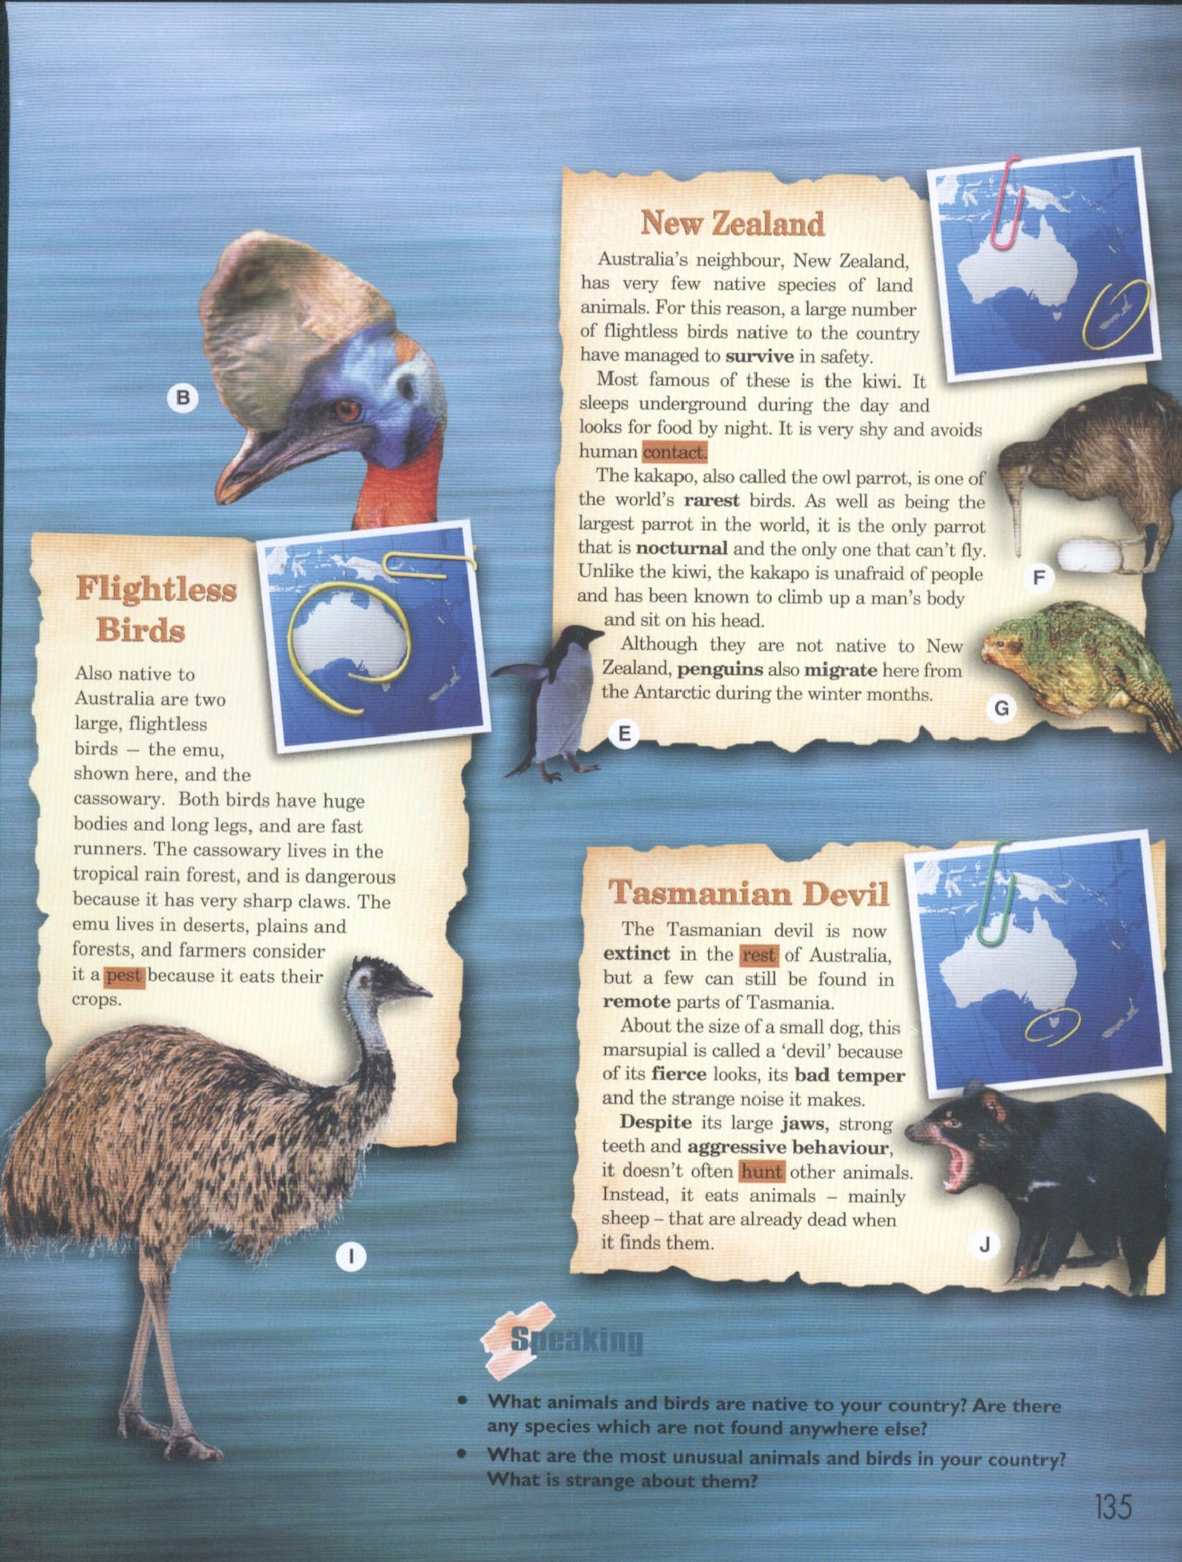 B
Flightless
Birds
Also native to
Australia are two
large, flightless
birds – the emu,
shown here, and the
cassowary. Both birds have huge
bodies and long legs, and are fast
runners. The cassowary lives in the
tropical rain forest, and is dangerous
because it has very sharp claws. The
emu lives in deserts, plains and
forests, and farmers consider
it a pest because it eats their
crops.
I
New Zealand
Australia's neighbour, New Zealand,
has very few native species of land
animals. For this reason, a large number
of flightless birds native to the country
have managed to survive in safety.
Most famous of these is the kiwi. It
sleeps underground during the day and
looks for food by night. It is very shy and avoids
human contact.
The kakapo, also called the owl parrot, is one of
the world's rarest birds. As well as being the
largest parrot in the world, it is the only parrot
that is nocturnal and the only one that can't fly.
Unlike the kiwi, the kakapo is unafraid of people
and has been known to climb up a man's body
and sit on his head.
Although they are not native to New
Zealand, penguins also migrate here from
the Antarctic during the winter months.
F
G
E
Tasmanian Devil
The Tasmanian devil is now
extinct in the rest of Australia,
but a few can still be found in
remote parts of Tasmania.
About the size of a small dog, this
marsupial is called a 'devil' because
of its fierce looks, its bad temper
and the strange noise it makes.
Despite its large jaws, strong
teeth and aggressive behaviour,
it doesn't often hunt other animals.
Instead, it eats animals – mainly
sheep – that are already dead when
it finds them.
J
Speaking
• What animals and birds are native to your country? Are there
any species which are not found anywhere else?
• What are the most unusual animals and birds in your country?
What is strange about them?
135